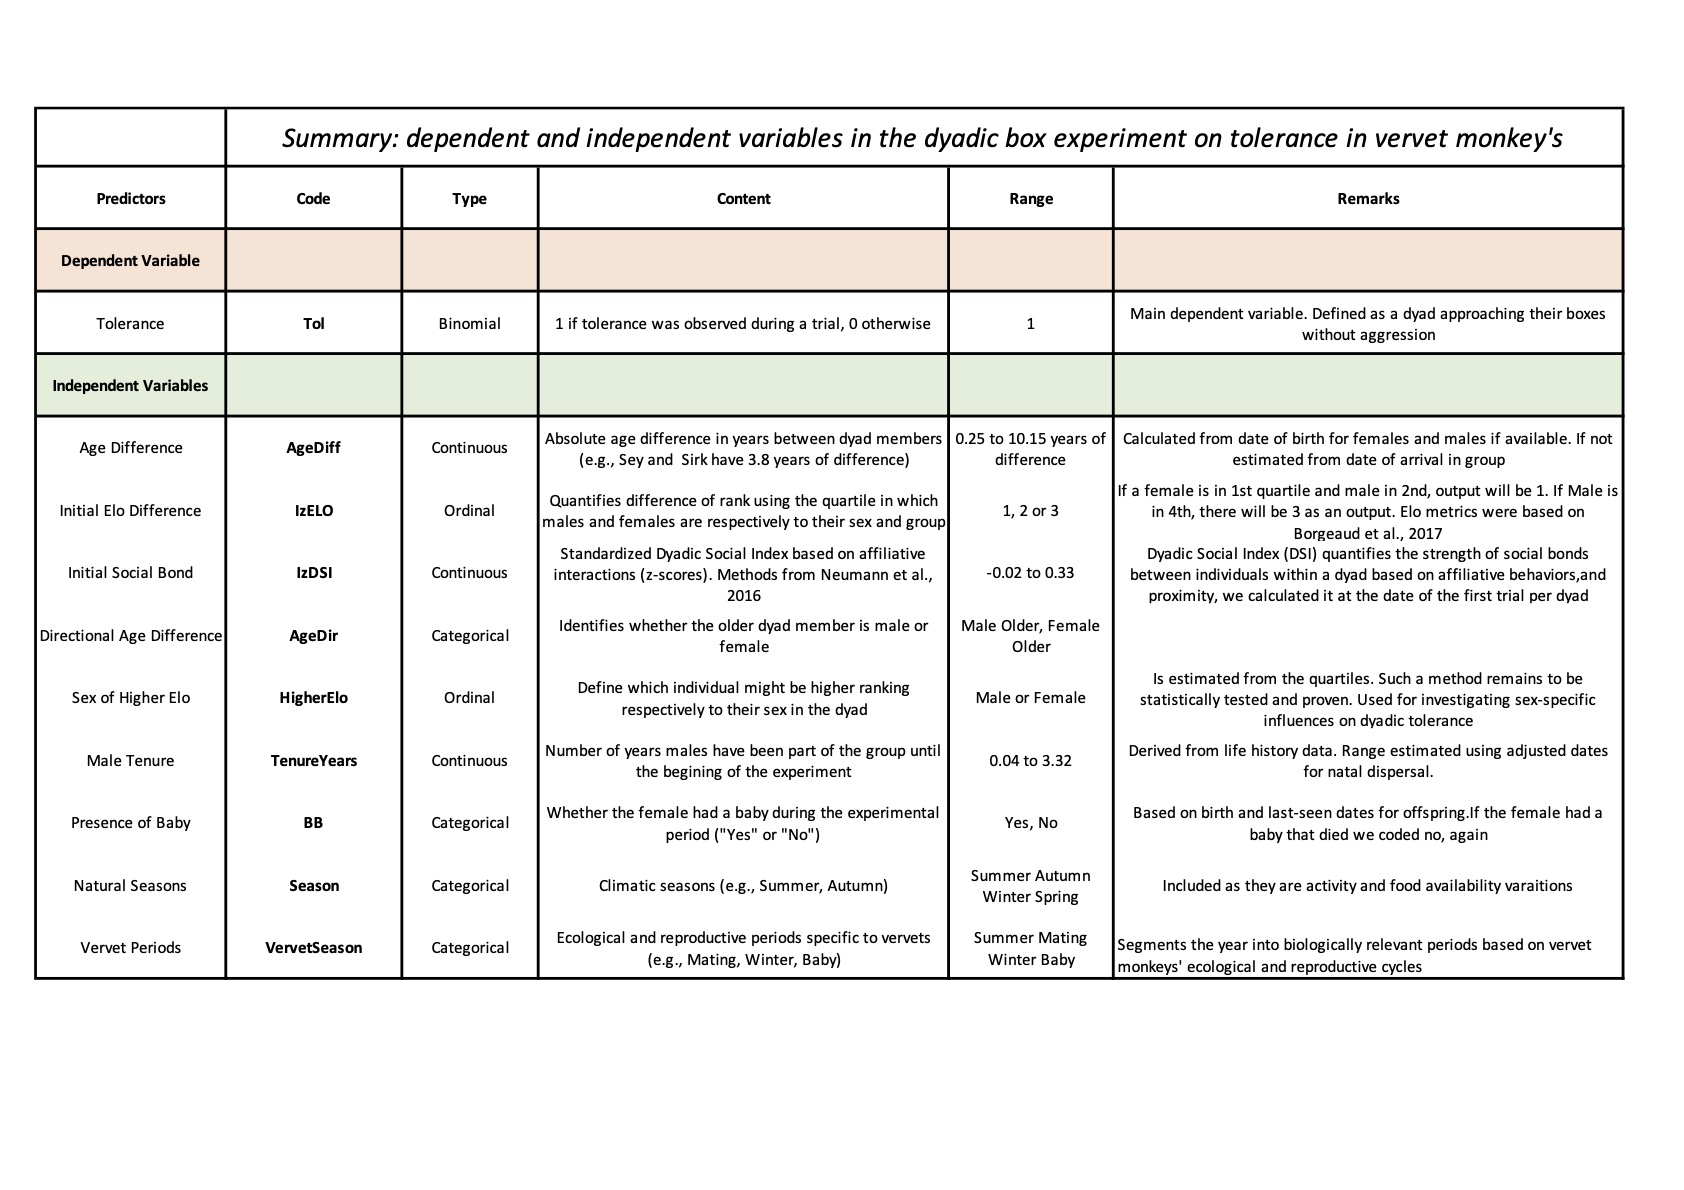 Summary: dependent and independent variables in the dyadic box experiment on tolerance in vervet monkey's
Predictors
Code
Type
Content
Range
Remarks
Dependent Variable
Tolerance
Tol
Binomial
1 if tolerance was observed during a trial, 0 otherwise
1
Main dependent variable. Defined as a dyad approaching their boxes
without aggression
Independent Variables
Age Difference
AgeDiff
Continuous
Absolute age difference in years between dyad members
(e.g., Sey and  Sirk have 3.8 years of difference)
0.25 to 10.15 years of
difference
Calculated from date of birth for females and males if available. If not
estimated from date of arrival in group
Initial Elo Difference
IzELO
Ordinal
Quantifies difference of rank using the quartile in which
males and females are respectively to their sex and group
1, 2 or 3
If a female is in 1st quartile and male in 2nd, output will be 1. If Male is
in 4th, there will be 3 as an output. Elo metrics were based on
Borgeaud et al., 2017
Initial Social Bond
IzDSI
Continuous
Standardized Dyadic Social Index based on affiliative
interactions (z-scores). Methods from Neumann et al.,
2016
-0.02 to 0.33
Dyadic Social Index (DSI) quantifies the strength of social bonds
between individuals within a dyad based on affiliative behaviors,and
proximity, we calculated it at the date of the first trial per dyad
Directional Age Difference
AgeDir
Categorical
Identifies whether the older dyad member is male or
female
Male Older, Female
Older
Sex of Higher Elo
HigherElo
Ordinal
Define which individual might be higher ranking
respectively to their sex in the dyad
Male or Female
Is estimated from the quartiles. Such a method remains to be
statistically tested and proven. Used for investigating sex-specific
influences on dyadic tolerance
Male Tenure
TenureYears
Continuous
Number of years males have been part of the group until
the begining of the experiment
0.04 to 3.32
Derived from life history data. Range estimated using adjusted dates
for natal dispersal.
Presence of Baby
BB
Categorical
Whether the female had a baby during the experimental
period ("Yes" or "No")
Yes, No
Based on birth and last-seen dates for offspring.If the female had a
baby that died we coded no, again
Natural Seasons
Season
Categorical
Climatic seasons (e.g., Summer, Autumn)
Summer Autumn
Winter Spring
Included as they are activity and food availability varaitions
Vervet Periods
VervetSeason
Categorical
Ecological and reproductive periods specific to vervets
(e.g., Mating, Winter, Baby)
Summer Mating
Winter Baby
Segments the year into biologically relevant periods based on vervet
monkeys' ecological and reproductive cycles